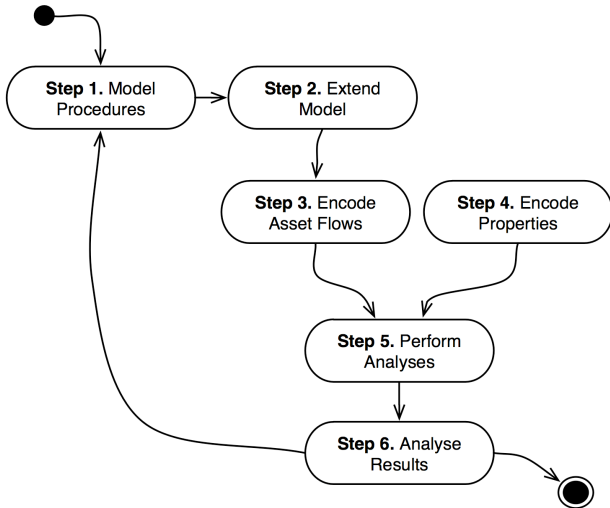 Step 1. Model
Procedures
Step 2. Extend
Model
Step 3. Encode
Asset Flows
Step 4. Encode
Properties
Step 5. Perform
Analyses
Step 6. Analyse
Results